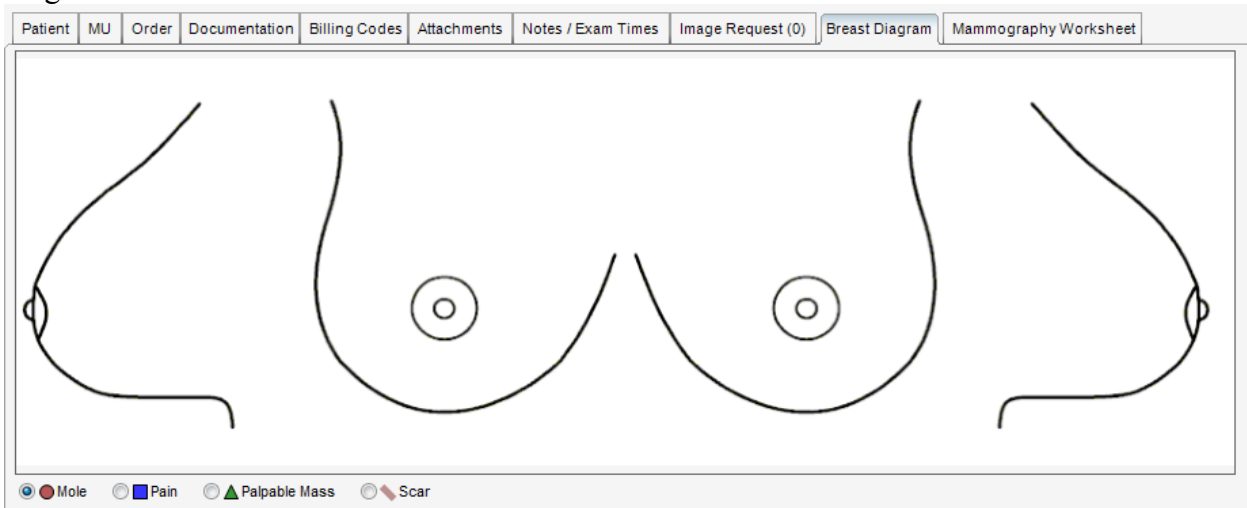 Patient MU Order Documentation Billing Codes Attachments Notes / Exam Times Image Request (0) Breast Diagram Mammography Worksheet
Mole Pain Palpable Mass Scar